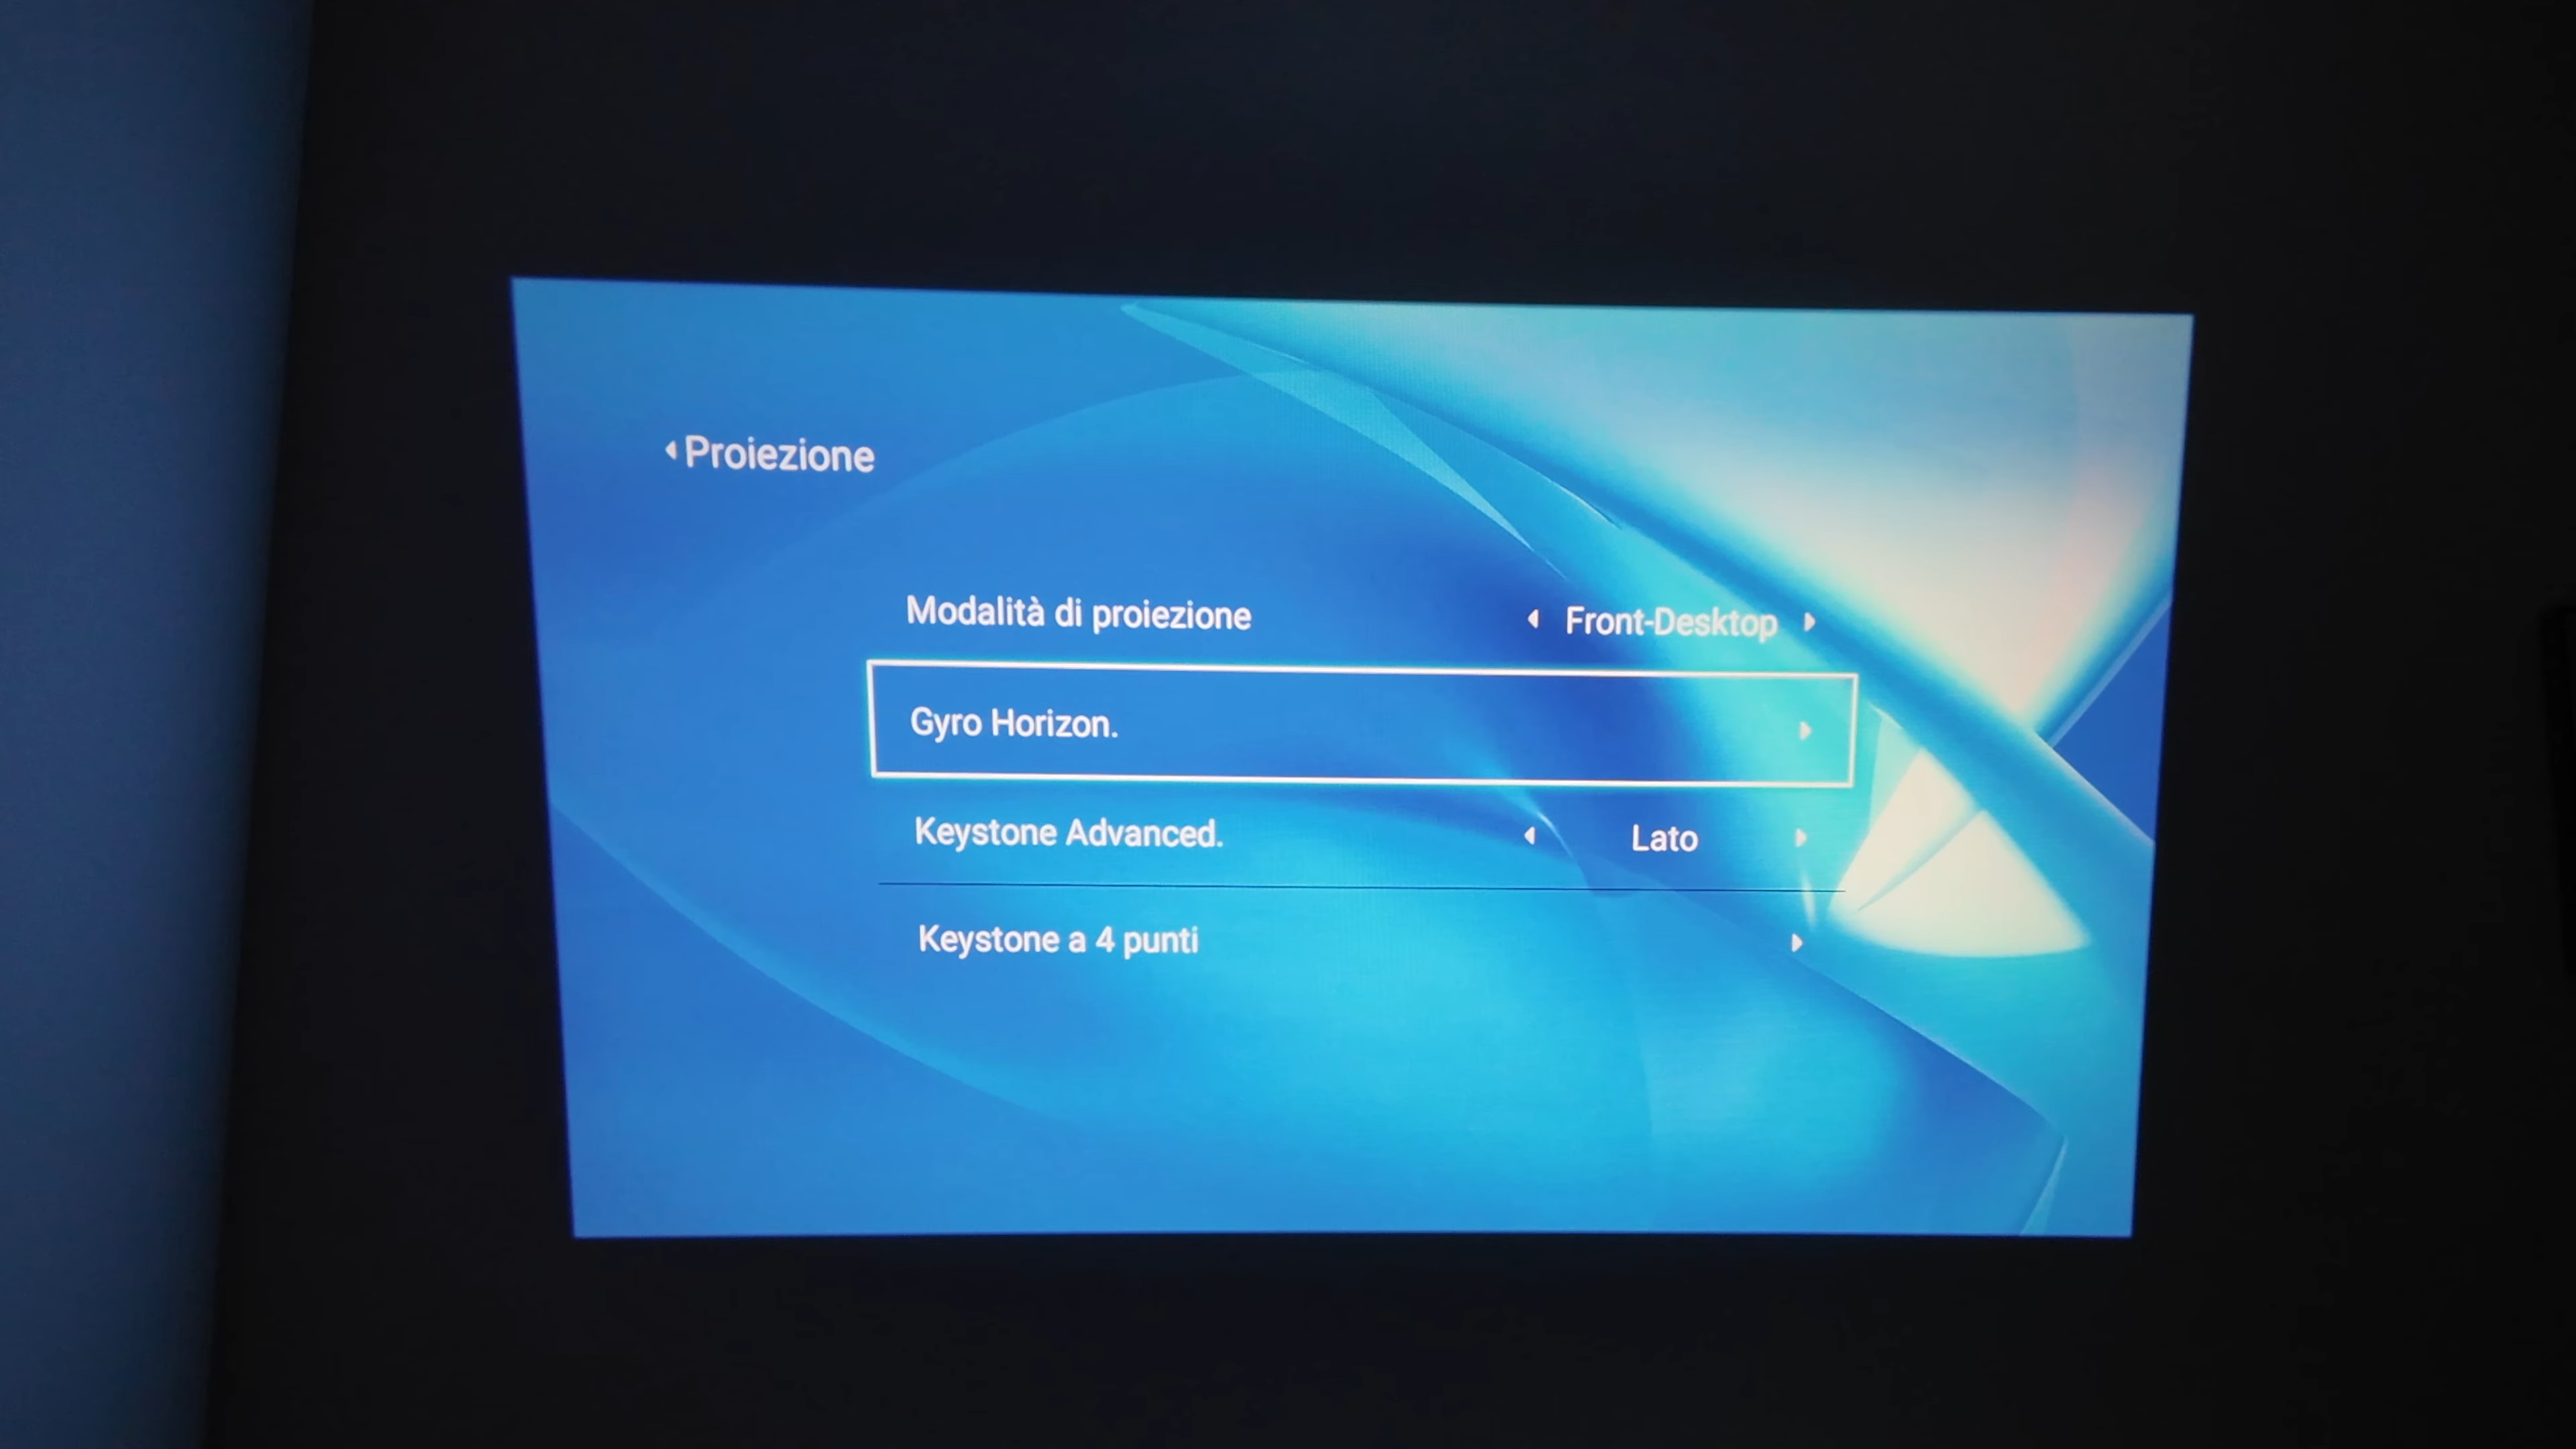 Proiezione
Modalità di proiezione Front-Desktop
Gyro Horizon.
Keystone Advanced. Lato
Keystone a 4 punti